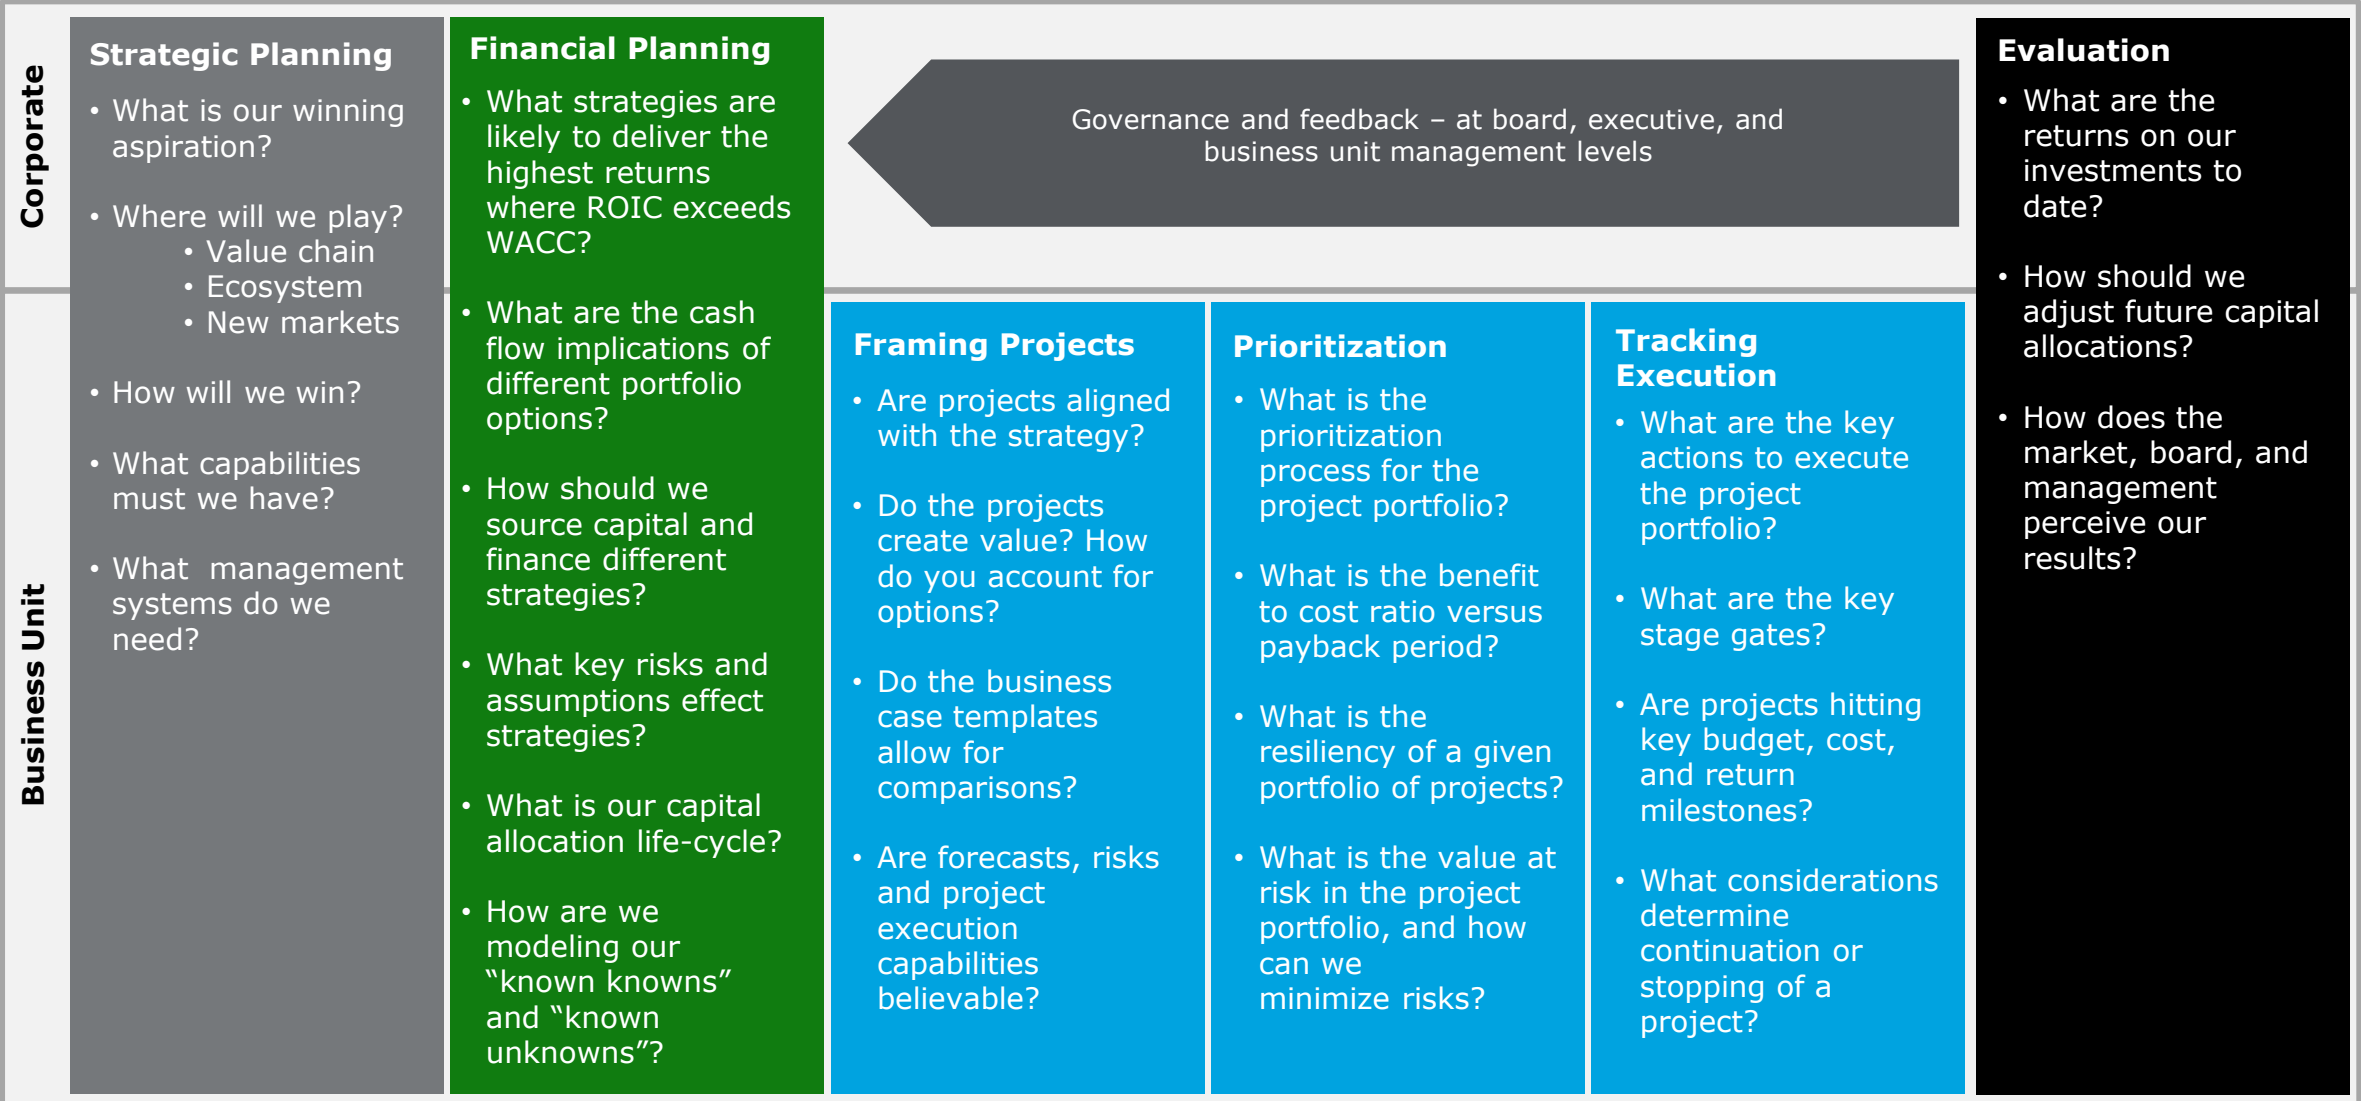 Corporate
Business Unit
Strategic Planning
• What is our winning
aspiration?
• Where will we play?
• Value chain
• Ecosystem
• New markets
• How will we win?
• What capabilities
must we have?
• What  management
systems do we
need?
Financial Planning
• What strategies are
likely to deliver the
highest returns
where ROIC exceeds
WACC?
• What are the cash
flow implications of
different portfolio
options?
• How should we
source capital and
finance different
strategies?
• What key risks and
assumptions effect
strategies?
• What is our capital
allocation life-cycle?
• How are we
modeling our
“known knowns”
and “known
unknowns”?
Governance and feedback – at board, executive, and
business unit management levels
Framing Projects
• Are projects aligned
with the strategy?
• Do the projects
create value? How
do you account for
options?
• Do the business
case templates
allow for
comparisons?
• Are forecasts, risks
and project
execution
capabilities
believable?
Prioritization
• What is the
prioritization
process for the
project portfolio?
• What is the benefit
to cost ratio versus
payback period?
• What is the
resiliency of a given
portfolio of projects?
• What is the value at
risk in the project
portfolio, and how
can we
minimize risks?
Tracking
Execution
• What are the key
actions to execute
the project
portfolio?
• What are the key
stage gates?
• Are projects hitting
key budget, cost,
and return
milestones?
• What considerations
determine
continuation or
stopping of a
project?
Evaluation
• What are the
returns on our
investments to
date?
• How should we
adjust future capital
allocations?
• How does the
market, board, and
management
perceive our
results?